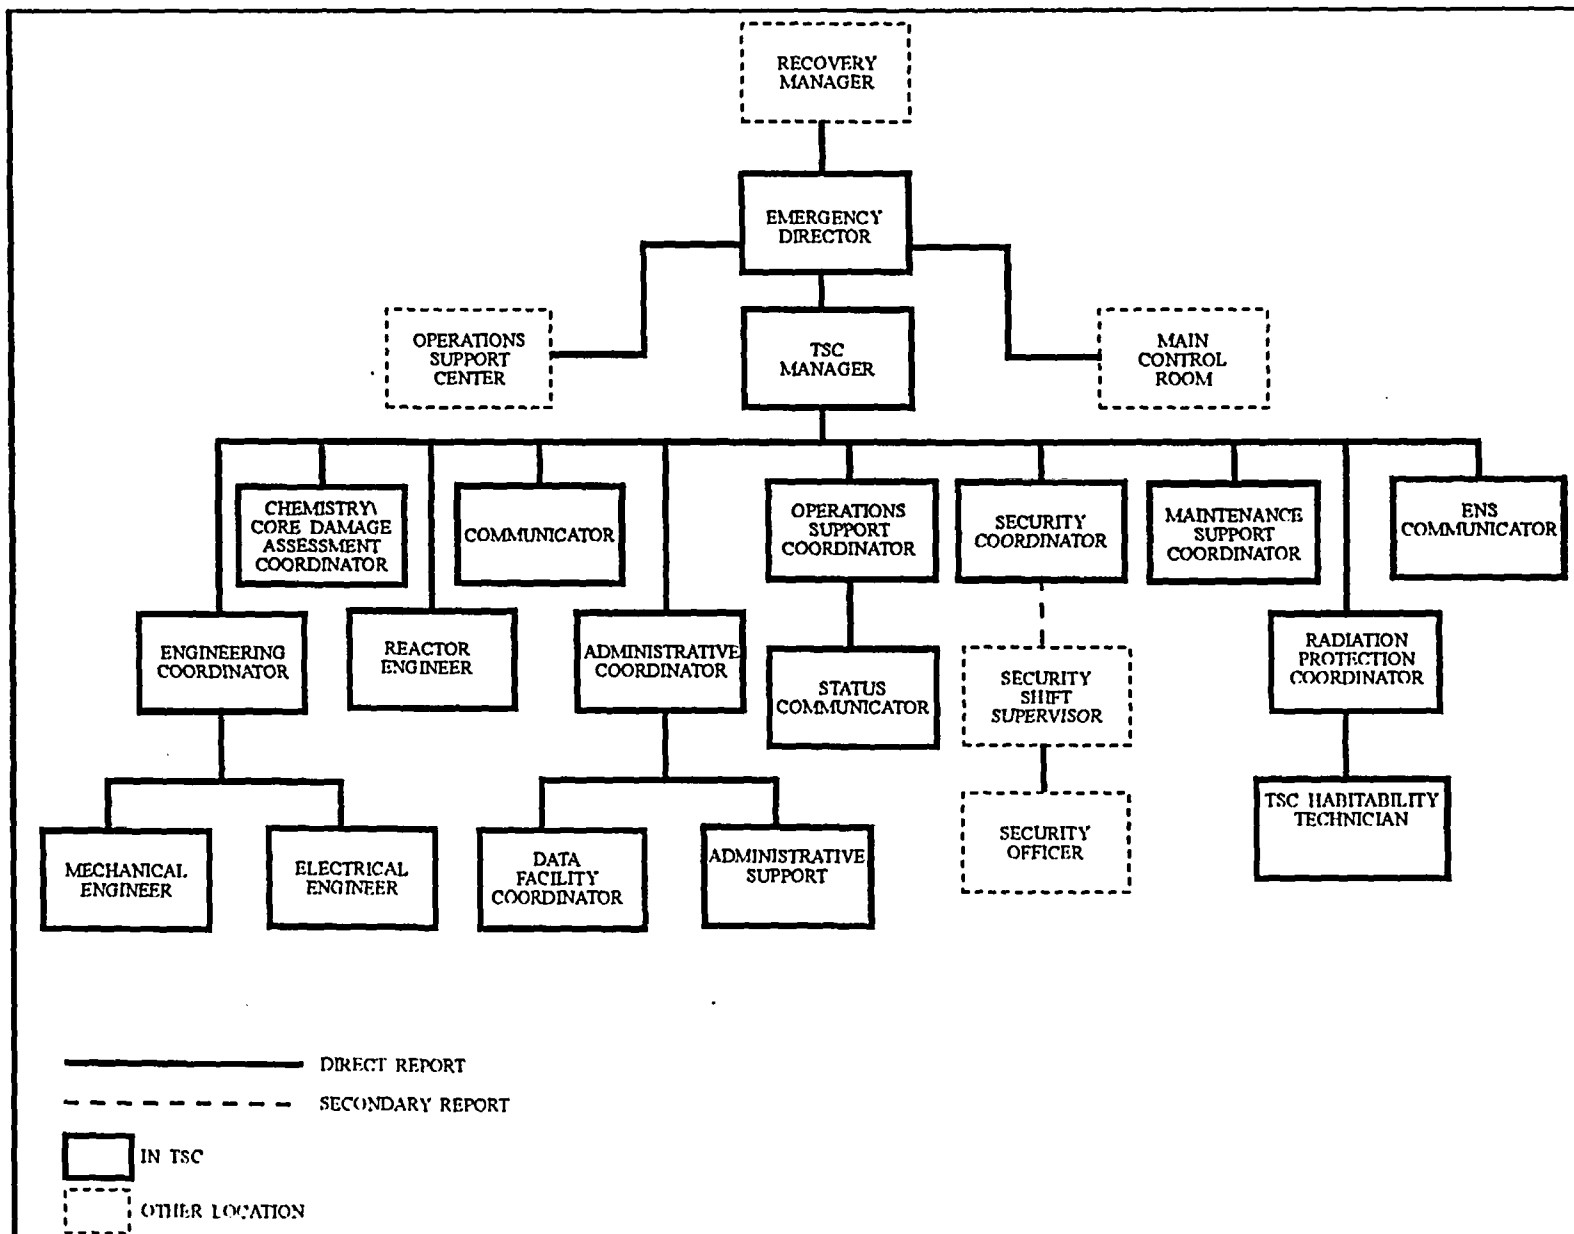 RECOVERY
MANAGER
EMERGENCY
DIRECTOR
OPERATIONS
SUPPORT
CENTER
TSC
MANAGER
MAIN
CONTROL
ROOM
CHEMISTRY\
CORE DAMAGE
ASSESSMENT
COORDINATOR
COMMUNICATOR
OPERATIONS
SUPPORT
COORDINATOR
SECURITY
COORDINATOR
MAINTENANCE
SUPPORT
COORDINATOR
ENS
COMMUNICATOR
ENGINEERING
COORDINATOR
REACTOR
ENGINEER
ADMINISTRATIVE
COORDINATOR
STATUS
COMMUNICATOR
SECURITY
SHIFT
SUPERVISOR
RADIATION
PROTECTION
COORDINATOR
MECHANICAL
ENGINEER
ELECTRICAL
ENGINEER
DATA
FACILITY
COORDINATOR
ADMINISTRATIVE
SUPPORT
SECURITY
OFFICER
TSC HABITABILITY
TECHNICIAN
DIRECT REPORT
SECONDARY REPORT
IN TSC
OTHER LOCATION